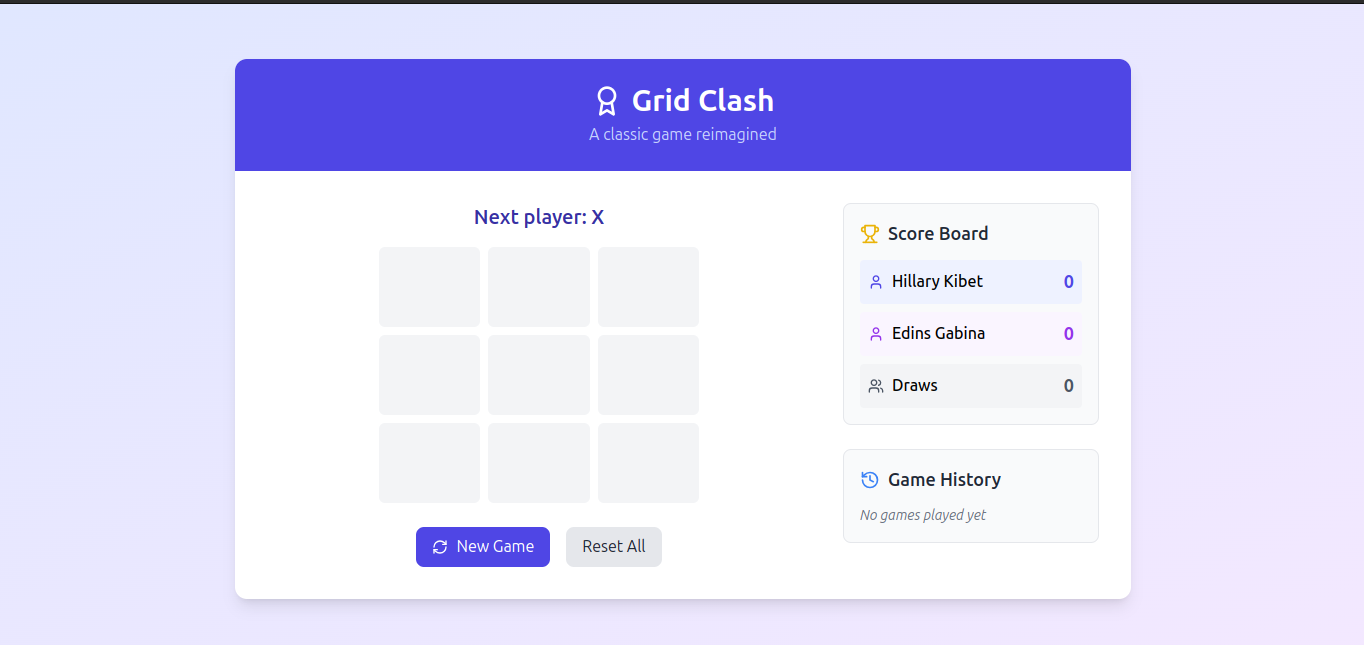 Grid Clash
A classic game reimagined
Next player: X
New Game
Reset All
Score Board
Hillary Kibet 0
Edins Gabina 0
Draws 0
Game History
No games played yet